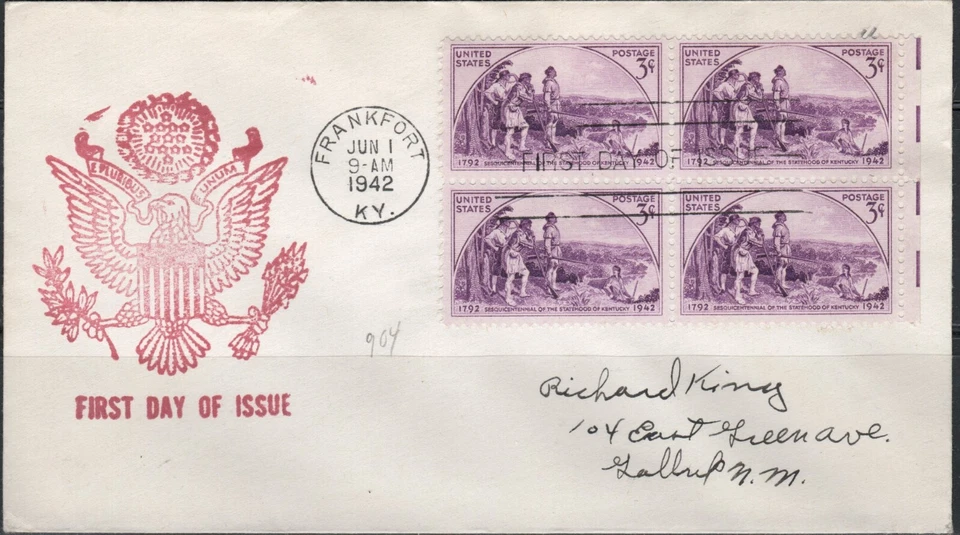 E PLURIBUS UNUM
FIRST DAY OF ISSUE
FRANKFORT
JUN 1
9-AM
1942
KY.
UNITED STATES POSTAGE 3¢
1792 SESQUICENTENNIAL OF THE STATEHOOD OF KENTUCKY 1942
UNITED STATES POSTAGE 3¢
1792 SESQUICENTENNIAL OF THE STATEHOOD OF KENTUCKY 1942
FIRST DAY OF ISSUE
UNITED STATES POSTAGE 3¢
1792 SESQUICENTENNIAL OF THE STATEHOOD OF KENTUCKY 1942
UNITED STATES POSTAGE 3¢
1792 SESQUICENTENNIAL OF THE STATEHOOD OF KENTUCKY 1942
904
Richard King
104 East Green Ave.
Gallup N.M.